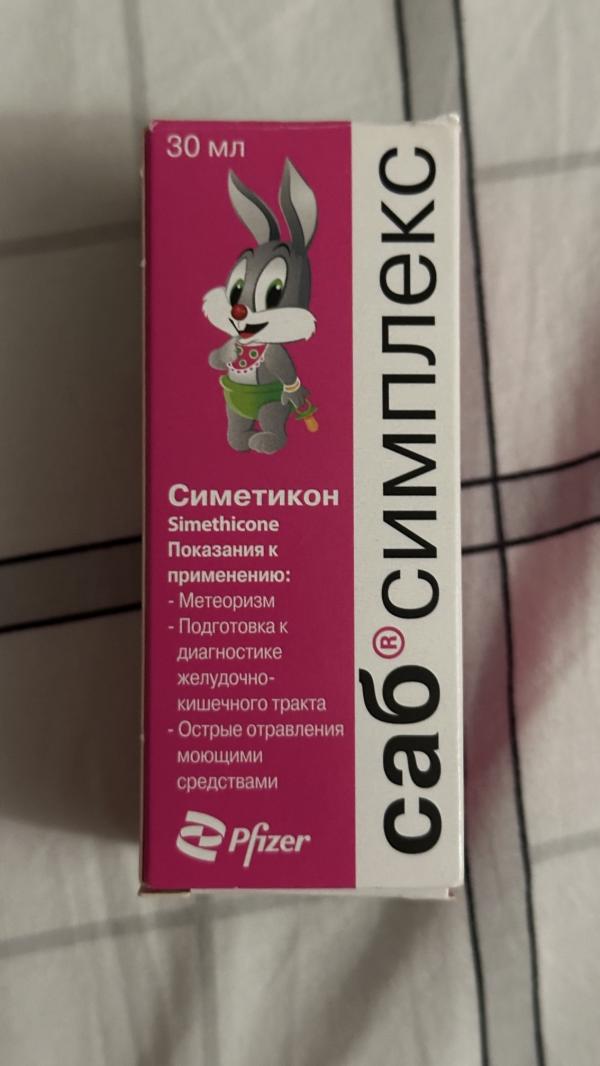 30 мл
Симетикон
Simethicone
Показания к
применению:
- Метеоризм
- Подготовка к
диагностике
желудочно-
кишечного тракта
- Острые отравления
моющими
средствами
Pfizer
саб®симплекс